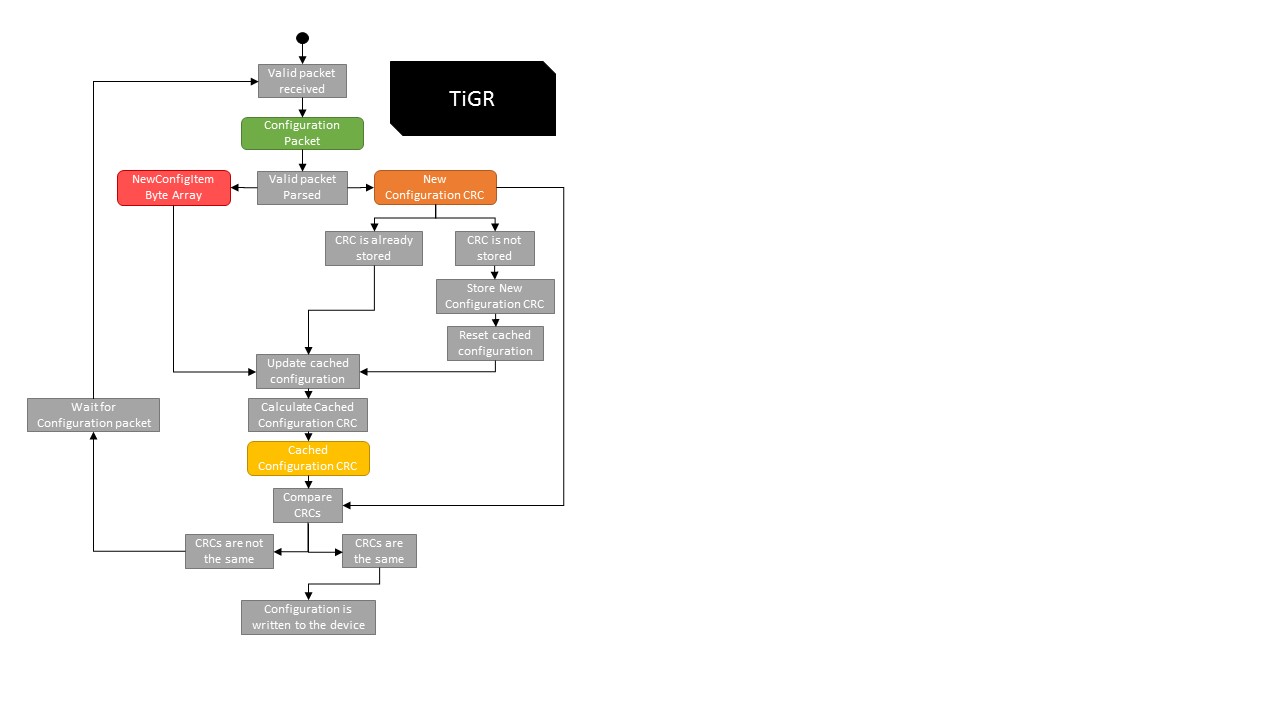 Valid packet
received
TiGR
Configuration
Packet
NewConfigItem
Byte Array
Valid packet
Parsed
New
Configuration CRC
CRC is already
stored
CRC is not
stored
Store New
Configuration CRC
Reset cached
configuration
Update cached
configuration
Wait for
Configuration packet
Calculate Cached
Configuration CRC
Cached
Configuration CRC
Compare
CRCs
CRCs are not
the same
CRCs are
the same
Configuration is
written to the device